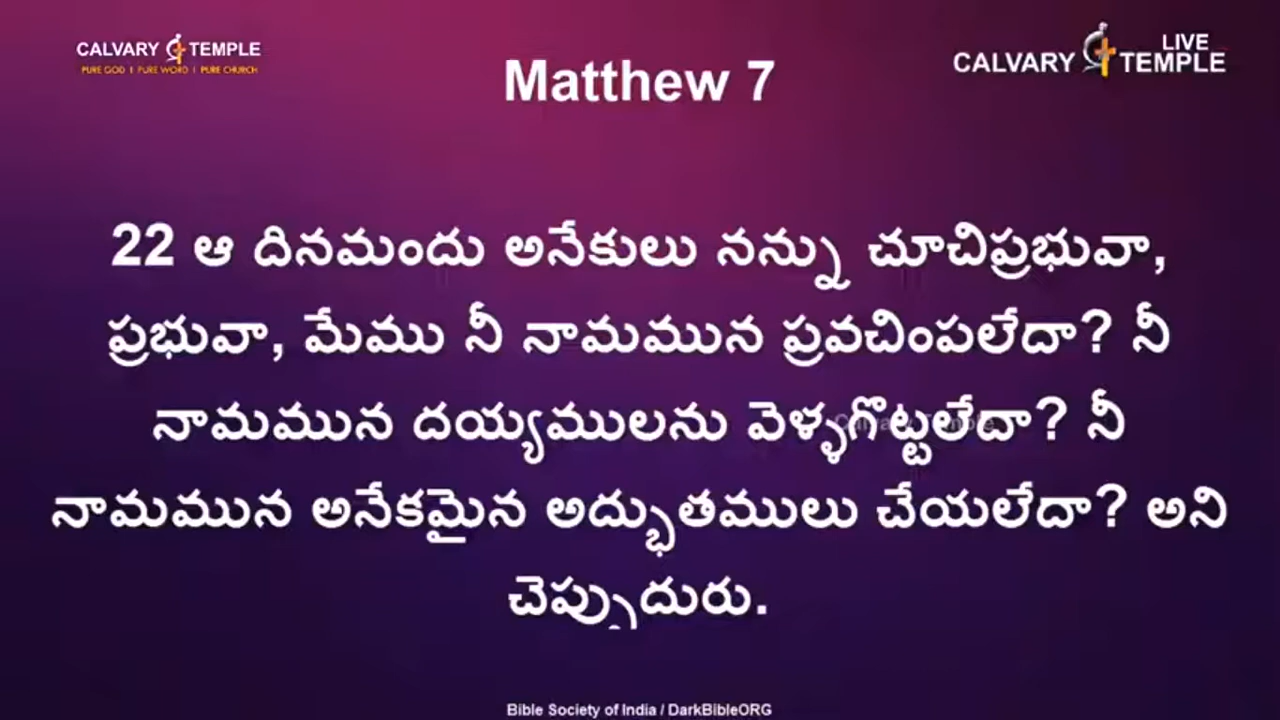 CALVARY TEMPLE
PURE GOD I PURE WORD I PURE CHURCH
LIVE
CALVARY TEMPLE
Matthew 7
22 ఆ దినమందు అనేకులు నన్ను చూచిప్రభువా,
ప్రభువా, మేము నీ నామమున ప్రవచింపలేదా? నీ
నామమున దయ్యములను వెళ్ళగొట్టలేదా? నీ
నామమున అనేకమైన అద్భుతములు చేయలేదా? అని
చెప్పుదురు.
Calvary Temple
Bible Society of India / DarkBibleORG